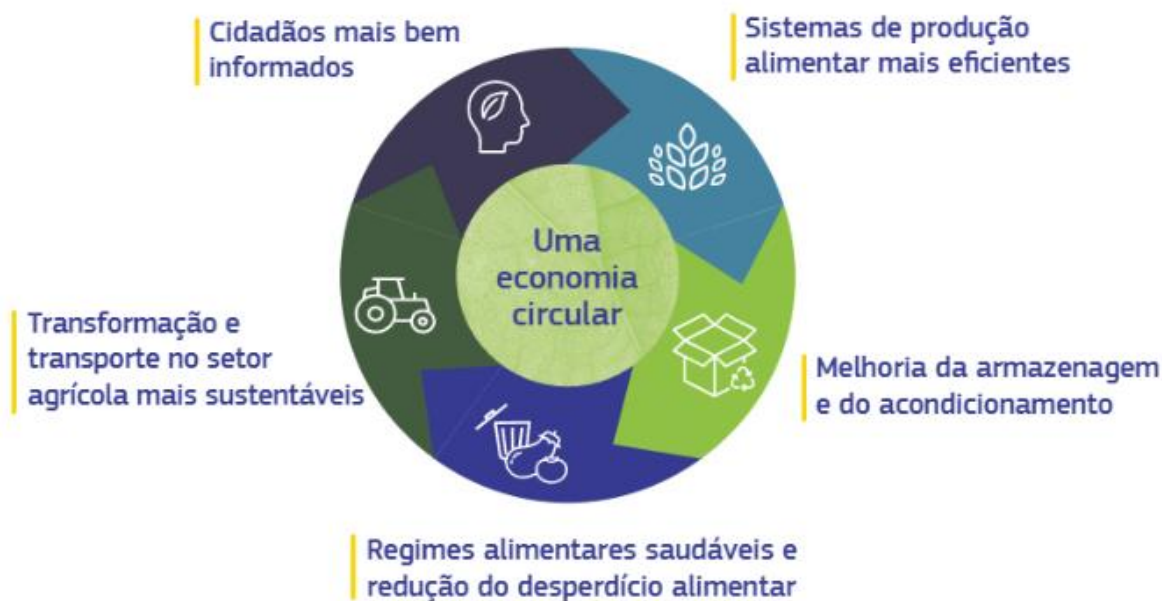 Cidadãos mais bem
informados
Sistemas de produção
alimentar mais eficientes
Uma
economia
circular
Transformação e
transporte no setor
agrícola mais sustentáveis
Melhoria da armazenagem
e do acondicionamento
Regimes alimentares saudáveis e
redução do desperdício alimentar